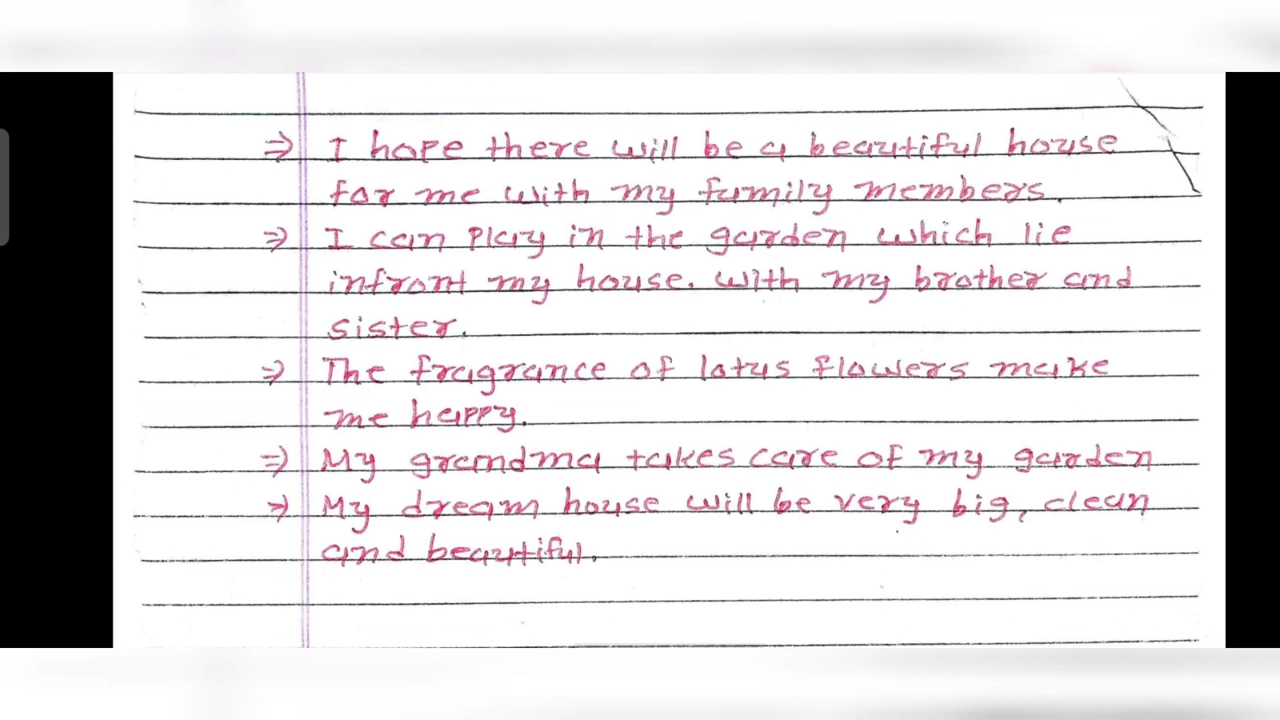 ⇒ I hope there will be a beautiful house
for me with my family members.
⇒ I can play in the garden which lie
infront my house. with my brother and
sister.
⇒ The fragrance of lotus flowers make
me happy.
⇒ My grandma takes care of my garden
⇒ My dream house will be very big, clean
and beautiful.